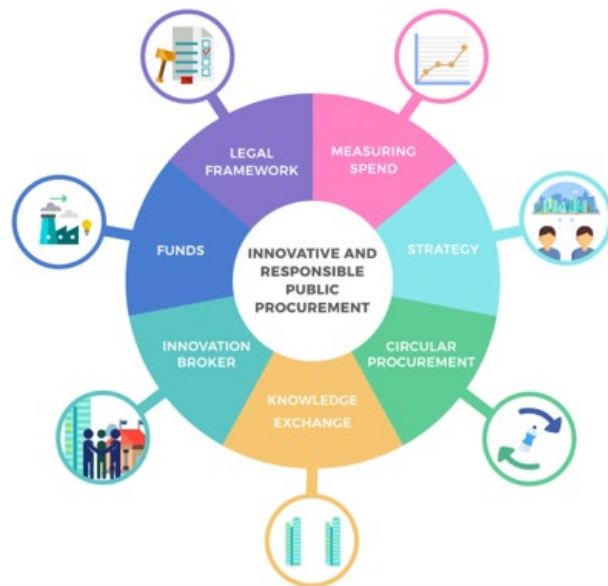 LEGAL
FRAMEWORK
MEASURING
SPEND
FUNDS
INNOVATIVE AND
RESPONSIBLE
PUBLIC
PROCUREMENT
STRATEGY
INNOVATION
BROKER
CIRCULAR
PROCUREMENT
KNOWLEDGE
EXCHANGE